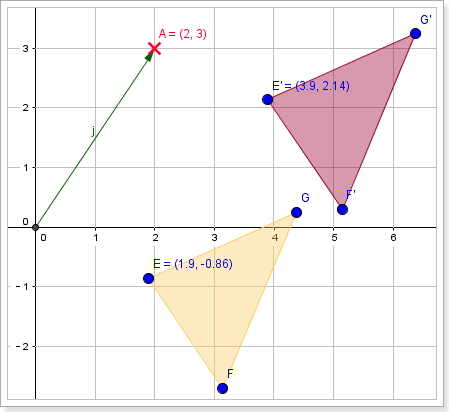 G'
A = (2, 3)
3
E' = (3.9, 2.14)
2
j
1
F'
G
0
0 1 2 3 4 5 6
E = (1.9, -0.86)
-1
F
-2